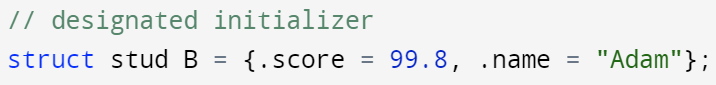 // designated initializer
struct stud B = {.score = 99.8, .name = "Adam"};